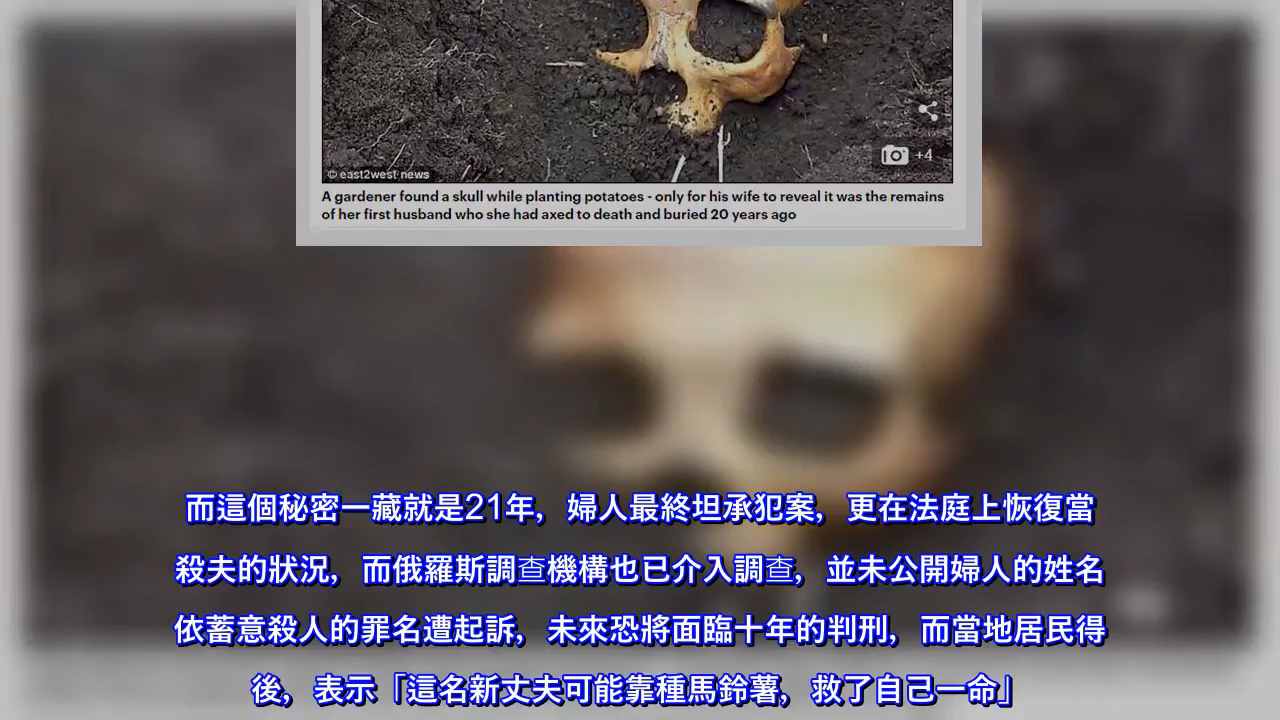 +4
© east2west news
A gardener found a skull while planting potatoes - only for his wife to reveal it was the remains
of her first husband who she had axed to death and buried 20 years ago
而這個秘密一藏就是21年，婦人最終坦承犯案，更在法庭上恢復當
殺夫的狀況，而俄羅斯調查機構也已介入調查，並未公開婦人的姓名
依蓄意殺人的罪名遭起訴，未來恐將面臨十年的判刑，而當地居民得
後，表示「這名新丈夫可能靠種馬鈴薯，救了自己一命」